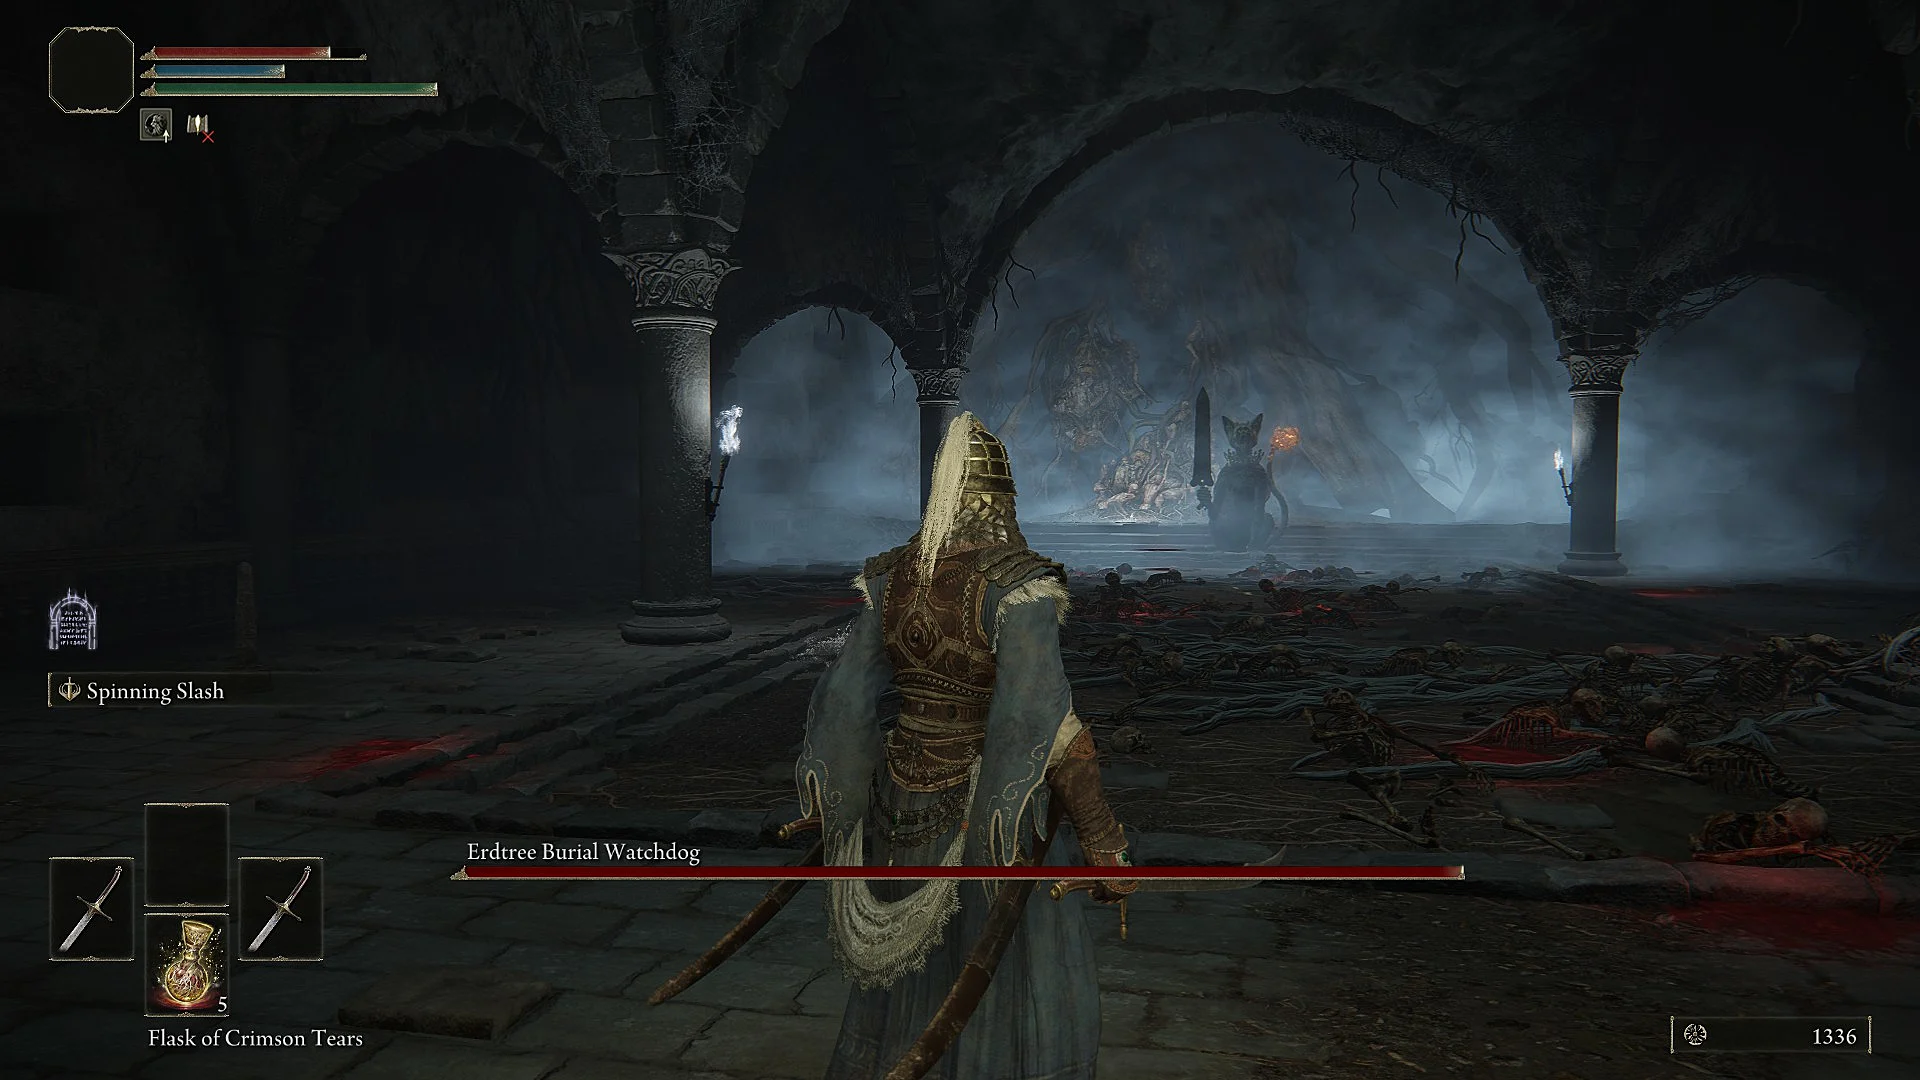 Spinning Slash
Erdtree Burial Watchdog
5
Flask of Crimson Tears
1336